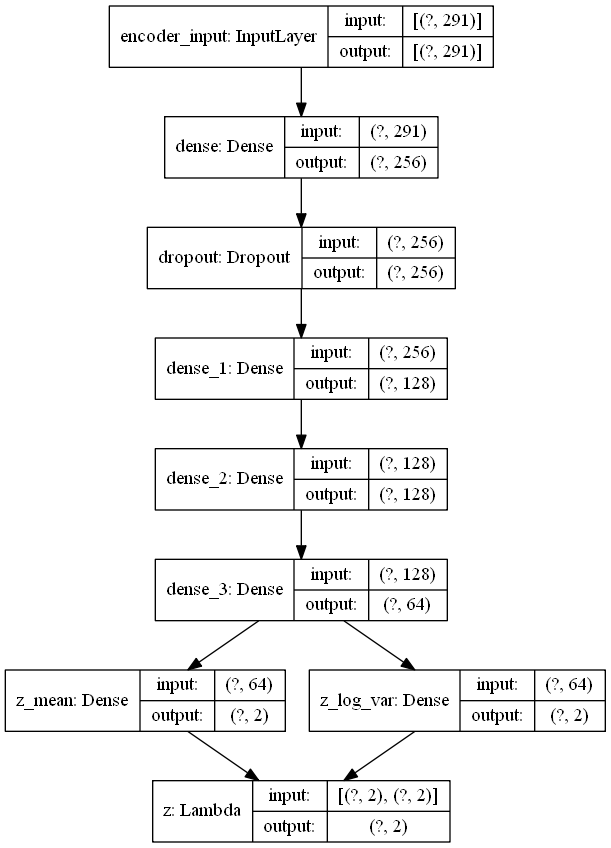 encoder_input: InputLayer
input: [(?, 291)]
output: [(?, 291)]
dense: Dense
input: (?, 291)
output: (?, 256)
dropout: Dropout
input: (?, 256)
output: (?, 256)
dense_1: Dense
input: (?, 256)
output: (?, 128)
dense_2: Dense
input: (?, 128)
output: (?, 128)
dense_3: Dense
input: (?, 128)
output: (?, 64)
z_mean: Dense
input: (?, 64)
output: (?, 2)
z_log_var: Dense
input: (?, 64)
output: (?, 2)
z: Lambda
input: [(?, 2), (?, 2)]
output: (?, 2)